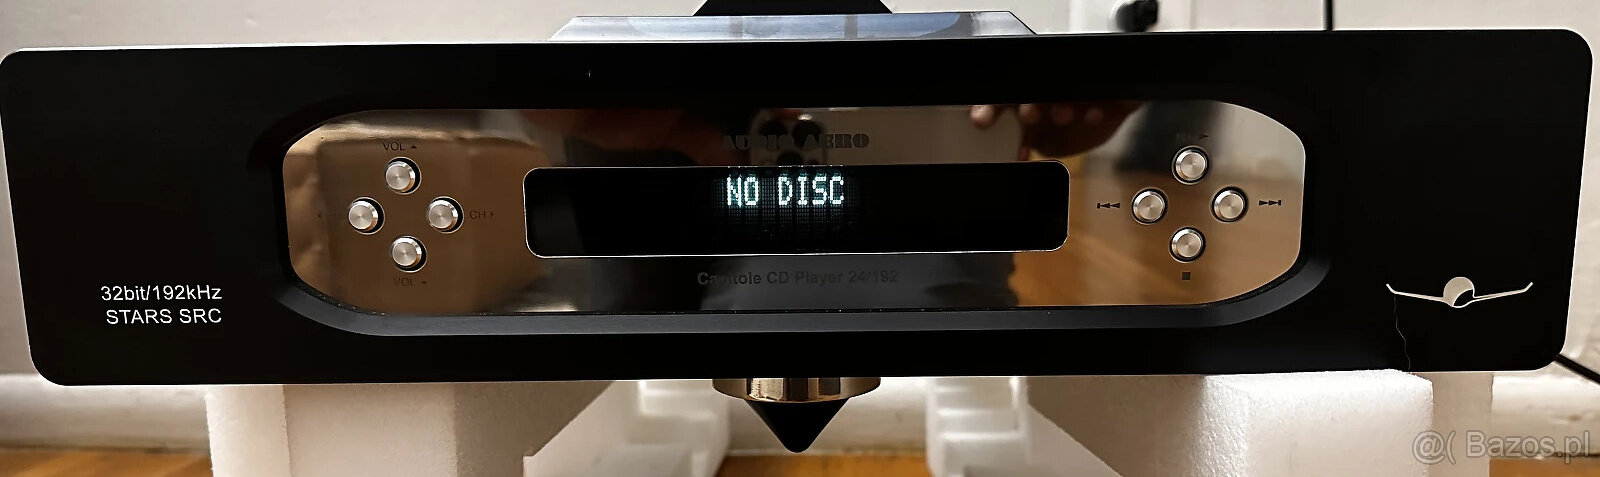 AUDIO AERO
VOL
NO DISC
CH
Capitole CD Player 24/192
VOL
32bit/192kHz
STARS SRC
@( Bazos.pl